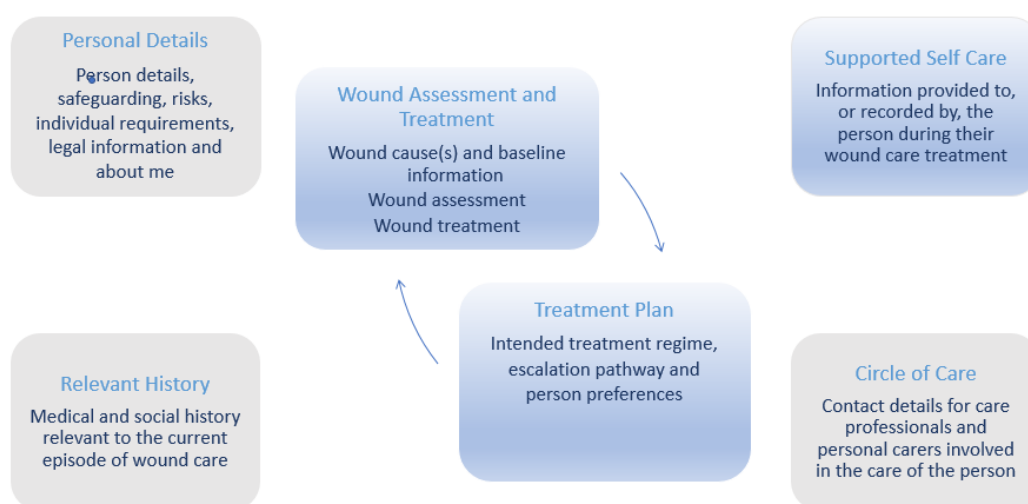 Personal Details
Person details,
safeguarding, risks,
individual requirements,
legal information and
about me
Wound Assessment and
Treatment
Wound cause(s) and baseline
information
Wound assessment
Wound treatment
Supported Self Care
Information provided to,
or recorded by, the
person during their
wound care treatment
Relevant History
Medical and social history
relevant to the current
episode of wound care
Treatment Plan
Intended treatment regime,
escalation pathway and
person preferences
Circle of Care
Contact details for care
professionals and
personal carers involved
in the care of the person